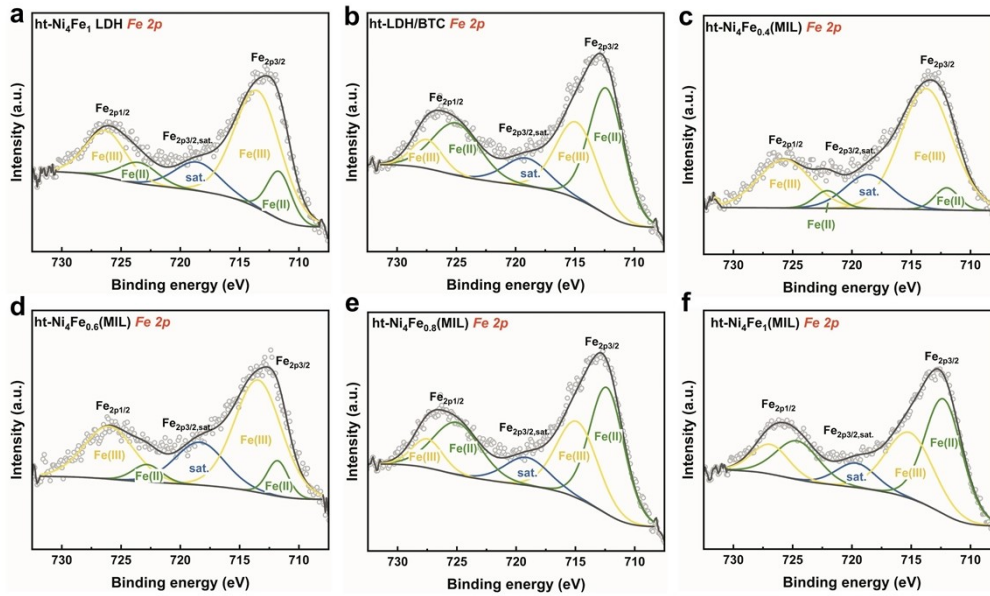 a
ht-Ni₄Fe₁ LDH Fe 2p
Fe2p3/2
Fe2p1/2
Fe2p3/2,sat.
Fe(III)
Fe(II)
sat.
Fe(III)
Fe(II)
Intensity (a.u.)
730 725 720 715 710
Binding energy (eV)
b
ht-LDH/BTC Fe 2p
Fe2p3/2
Fe2p1/2
Fe2p3/2,sat.
Fe(III)
Fe(II)
sat.
Fe(III)
Fe(II)
Intensity (a.u.)
730 725 720 715 710
Binding energy (eV)
c
ht-Ni₄Fe0.4(MIL) Fe 2p
Fe2p3/2
Fe2p1/2
Fe2p3/2,sat.
Fe(III)
Fe(II)
sat.
Fe(III)
Fe(II)
Intensity (a.u.)
730 725 720 715 710
Binding energy (eV)
d
ht-Ni₄Fe0.6(MIL) Fe 2p
Fe2p3/2
Fe2p1/2
Fe2p3/2,sat.
Fe(III)
Fe(II)
sat.
Fe(III)
Fe(II)
Intensity (a.u.)
730 725 720 715 710
Binding energy (eV)
e
ht-Ni₄Fe0.8(MIL) Fe 2p
Fe2p3/2
Fe2p1/2
Fe2p3/2,sat.
Fe(III)
Fe(II)
sat.
Fe(III)
Fe(II)
Intensity (a.u.)
730 725 720 715 710
Binding energy (eV)
f
ht-Ni₄Fe₁(MIL) Fe 2p
Fe2p3/2
Fe2p1/2
Fe2p3/2,sat.
Fe(III)
Fe(II)
sat.
Fe(III)
Fe(II)
Intensity (a.u.)
730 725 720 715 710
Binding energy (eV)